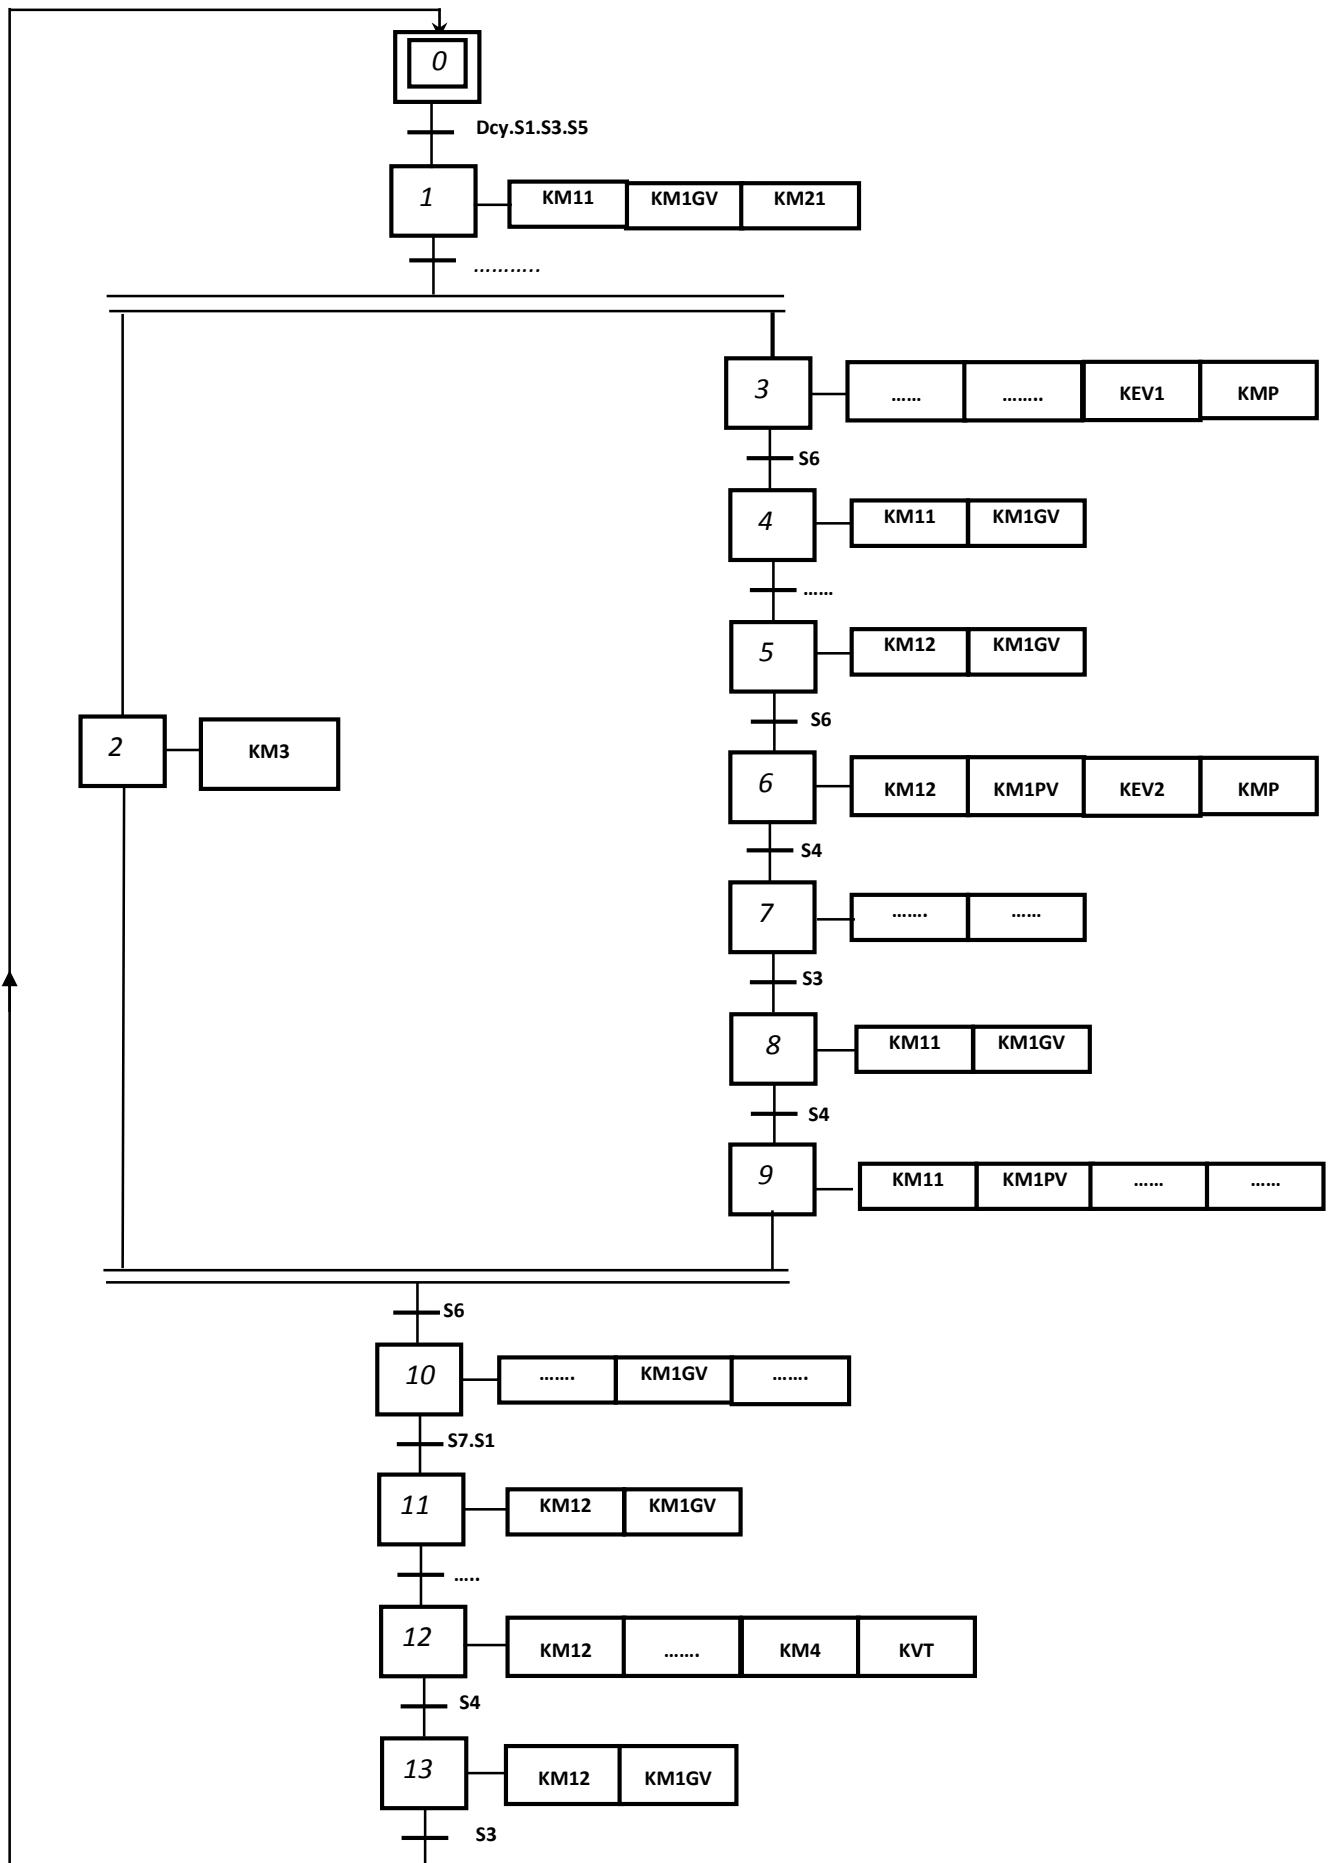 0
Dcy.S1.S3.S5
1
KM11 KM1GV KM21
………..
3
…… …….. KEV1 KMP
S6
4
KM11 KM1GV
……
5
KM12 KM1GV
S6
2
KM3
6
KM12 KM1PV KEV2 KMP
S4
7
……. ……
S3
8
KM11 KM1GV
S4
9
KM11 KM1PV …… ……
S6
10
……. KM1GV …….
S7.S1
11
KM12 KM1GV
…..
12
KM12 ……. KM4 KVT
S4
13
KM12 KM1GV
S3